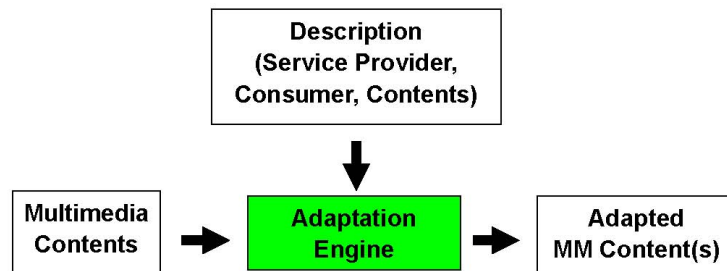 Description
(Service Provider,
Consumer, Contents)
Multimedia
Contents
Adaptation
Engine
Adapted
MM Content(s)